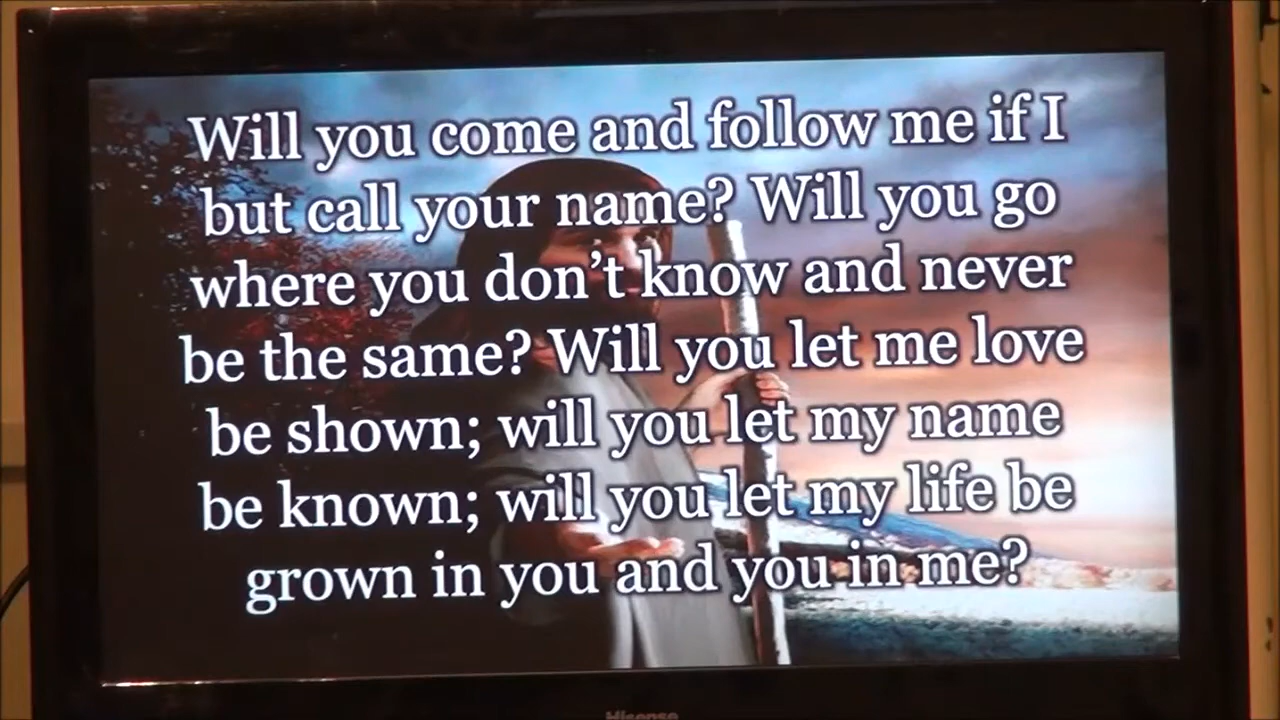 Will you come and follow me if I
but call your name? Will you go
where you don’t know and never
be the same? Will you let me love
be shown; will you let my name
be known; will you let my life be
grown in you and you in me?
Hisense